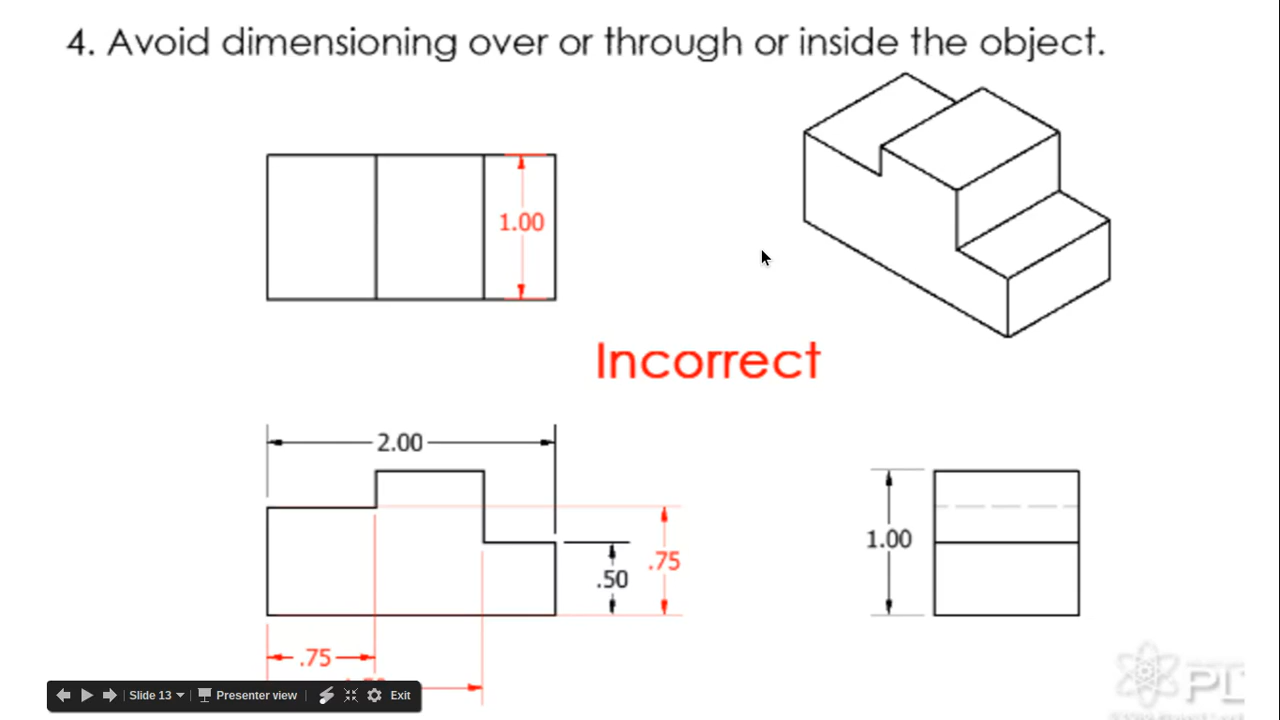 4. Avoid dimensioning over or through or inside the object.
1.00
Incorrect
2.00
.75
.50
1.00
.75
Slide 13
Presenter view
Exit